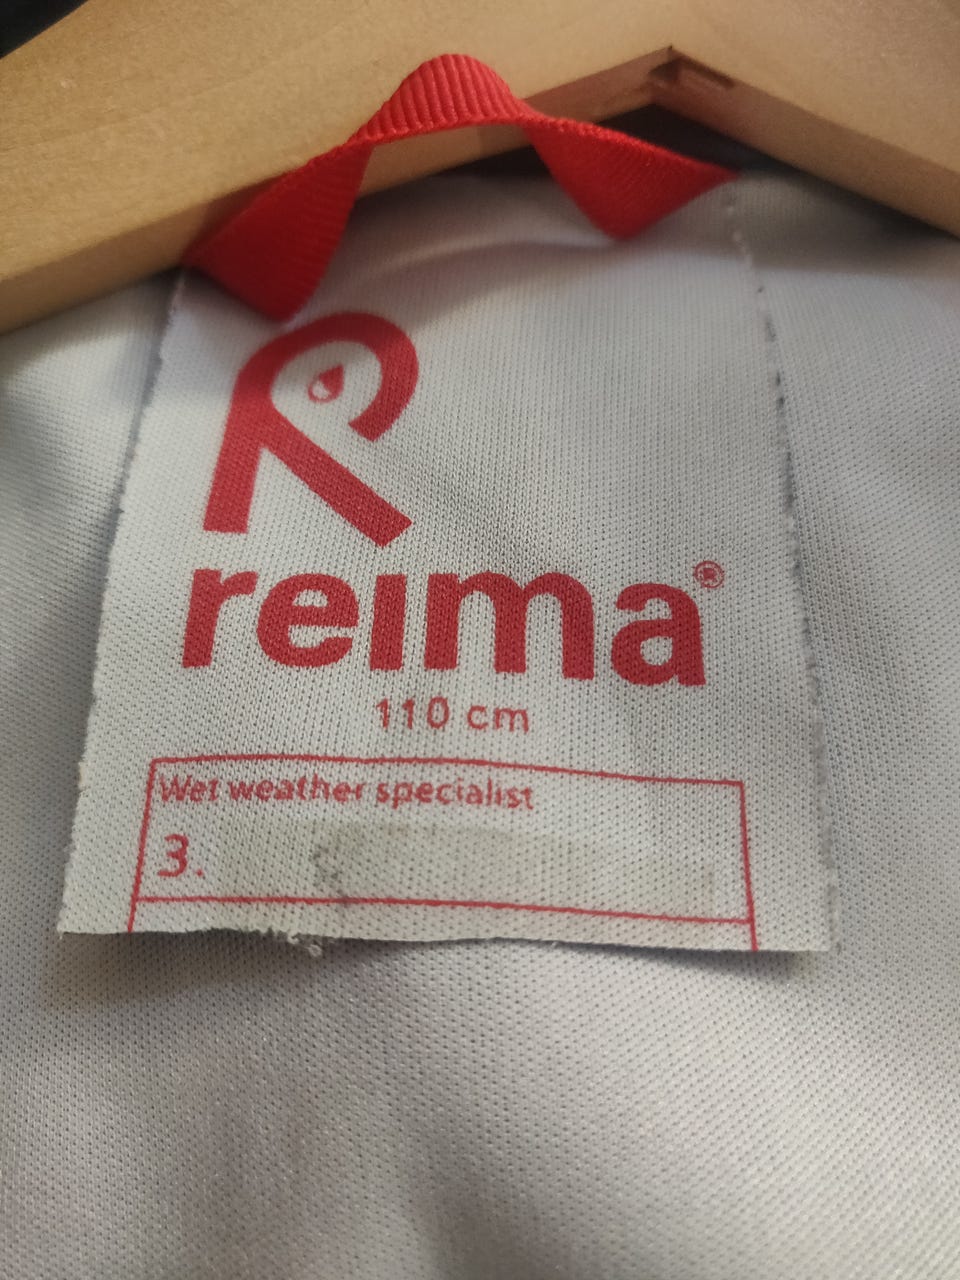 reima®
110 cm
Wet weather specialist
3.